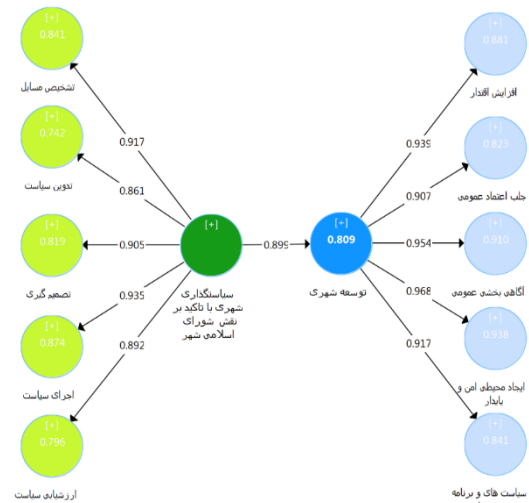 [+]
0.841
تشخیص مسایل
[+]
0.742
تدوین سیاست
[+]
0.819
تصمیم گیری
[+]
0.874
اجرای سیاست
[+]
0.796
ارزشیابی سیاست
0.917
0.861
0.905
0.935
0.892
[+]
سیاستگذاری
شهری با تاکید بر
نقش شورای
اسلامی شهر
0.899
[+]
0.809
توسعه شهری
0.939
0.907
0.954
0.968
0.917
[+]
0.881
افزایش اقتدار
[+]
0.823
جلب اعتماد عمومی
[+]
0.910
آگاهی بخشی عمومی
[+]
0.938
ایجاد محیطی امن و
پایدار
[+]
0.841
سیاست های و برنامه